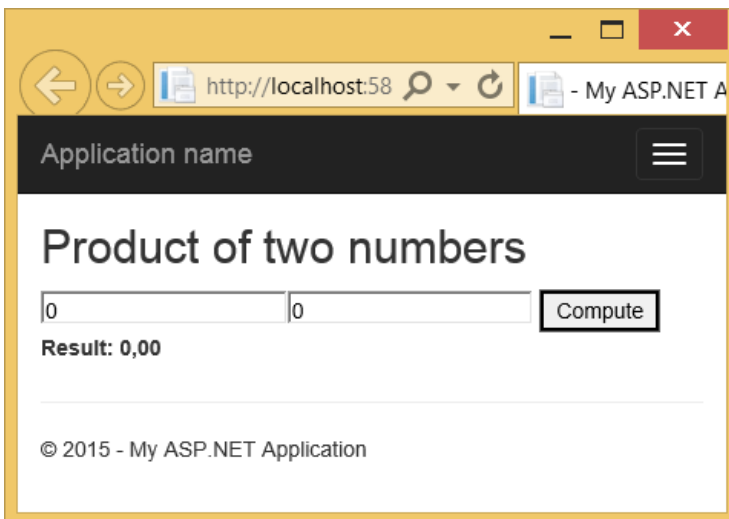 http://localhost:58 - My ASP.NET A
Application name
Product of two numbers
0 0 Compute
Result: 0,00
© 2015 - My ASP.NET Application